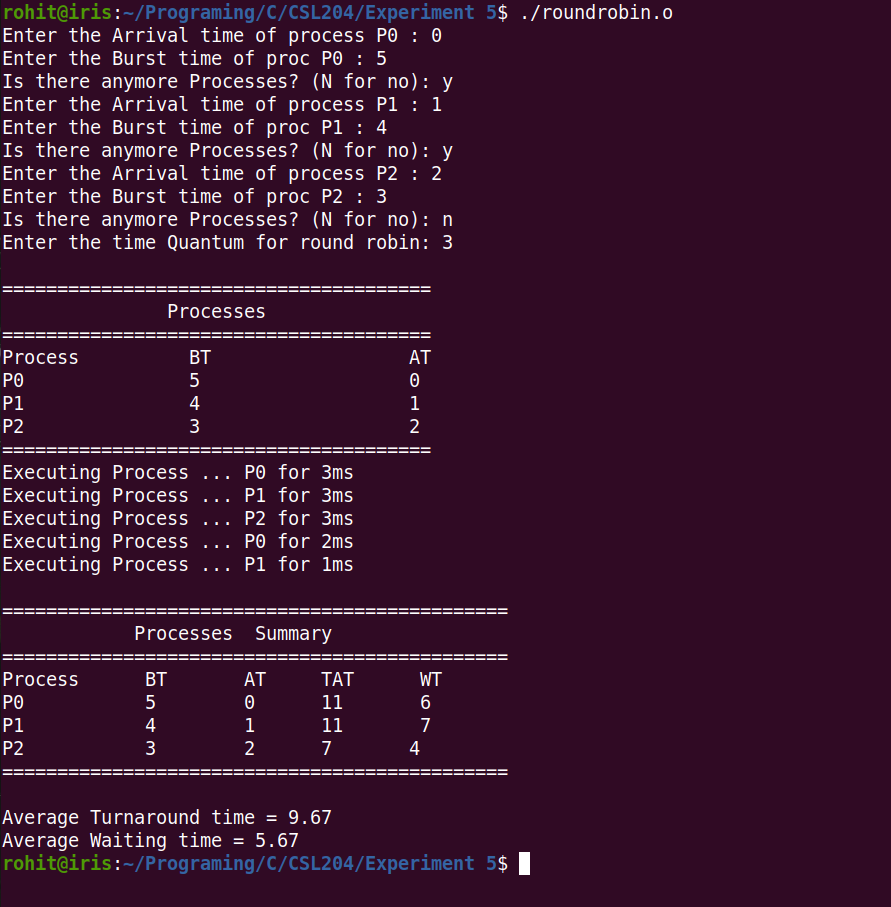 rohit@iris:~/Programing/C/CSL204/Experiment 5$ ./roundrobin.o
Enter the Arrival time of process P0 : 0
Enter the Burst time of proc P0 : 5
Is there anymore Processes? (N for no): y
Enter the Arrival time of process P1 : 1
Enter the Burst time of proc P1 : 4
Is there anymore Processes? (N for no): y
Enter the Arrival time of process P2 : 2
Enter the Burst time of proc P2 : 3
Is there anymore Processes? (N for no): n
Enter the time Quantum for round robin: 3
=======================================
Processes
=======================================
Process BT AT
P0 5 0
P1 4 1
P2 3 2
=======================================
Executing Process ... P0 for 3ms
Executing Process ... P1 for 3ms
Executing Process ... P2 for 3ms
Executing Process ... P0 for 2ms
Executing Process ... P1 for 1ms
==============================================
Processes  Summary
==============================================
Process BT AT TAT WT
P0 5 0 11 6
P1 4 1 11 7
P2 3 2 7 4
==============================================
Average Turnaround time = 9.67
Average Waiting time = 5.67
rohit@iris:~/Programing/C/CSL204/Experiment 5$